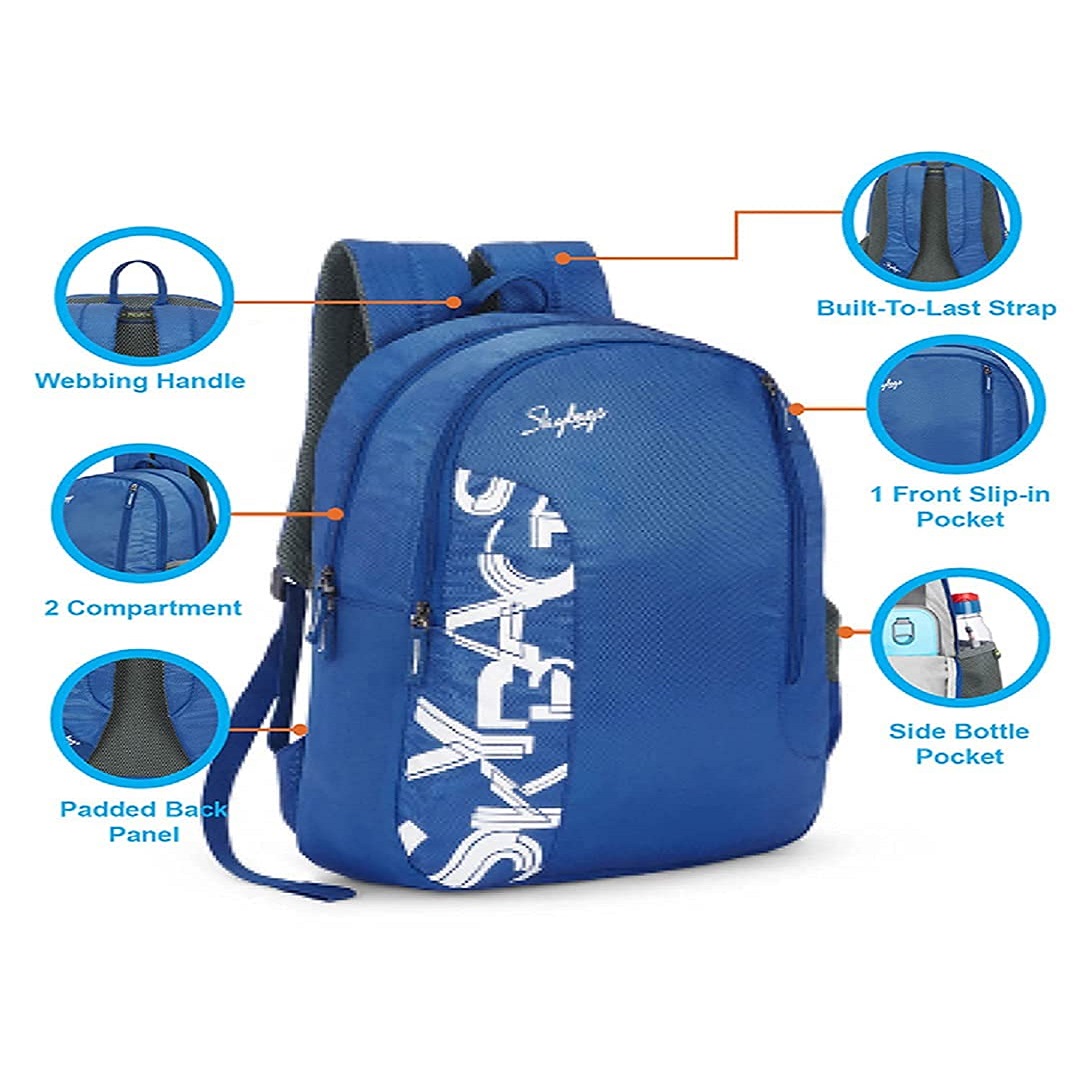 Built-To-Last Strap
Webbing Handle
Skybags
1 Front Slip-in
Pocket
2 Compartment
SKYBAGS
Side Bottle
Pocket
Padded Back
Panel